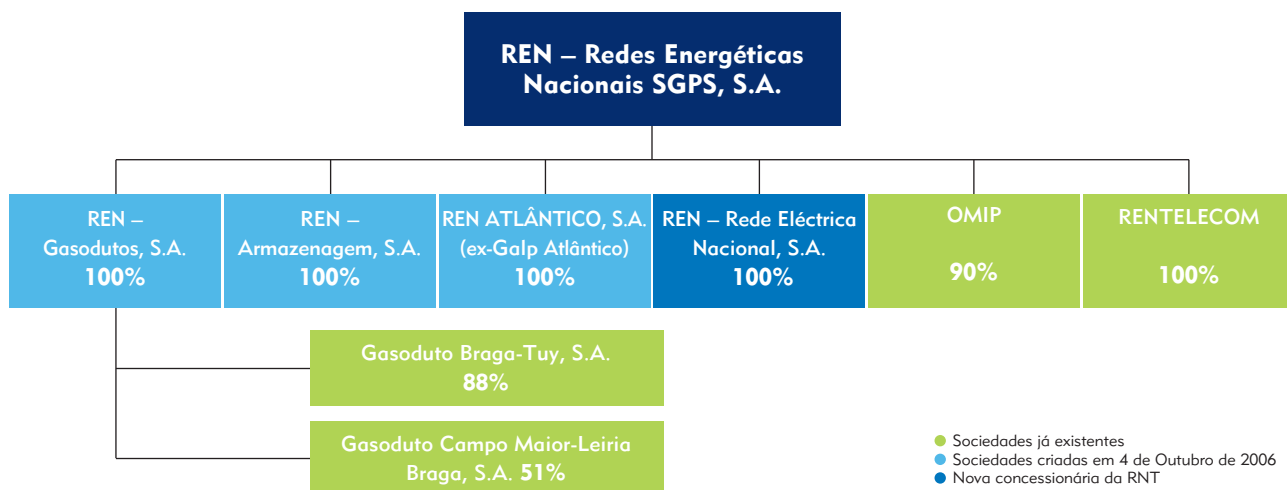 REN – Redes Energéticas
Nacionais SGPS, S.A.
REN –
Gasodutos, S.A.
100%
REN –
Armazenagem, S.A.
100%
REN ATLÂNTICO, S.A.
(ex-Galp Atlântico)
100%
REN – Rede Eléctrica
Nacional, S.A.
100%
OMIP
90%
RENTELECOM
100%
Gasoduto Braga-Tuy, S.A.
88%
Gasoduto Campo Maior-Leiria
Braga, S.A. 51%
Sociedades já existentes
Sociedades criadas em 4 de Outubro de 2006
Nova concessionária da RNT